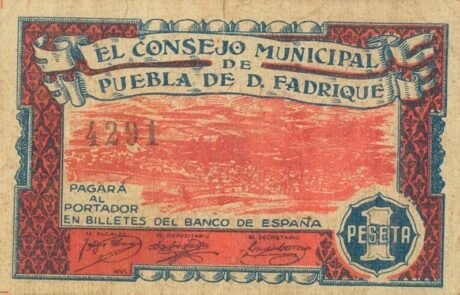 EL CONSEJO MUNICIPAL
DE
PUEBLA DE D. FADRIQUE
4291
PAGARÁ
AL
PORTADOR
EN BILLETES DEL BANCO DE ESPAÑA
EL ALCALDE EL DEPOSITARIO EL SECRETARIO
1
PESETA